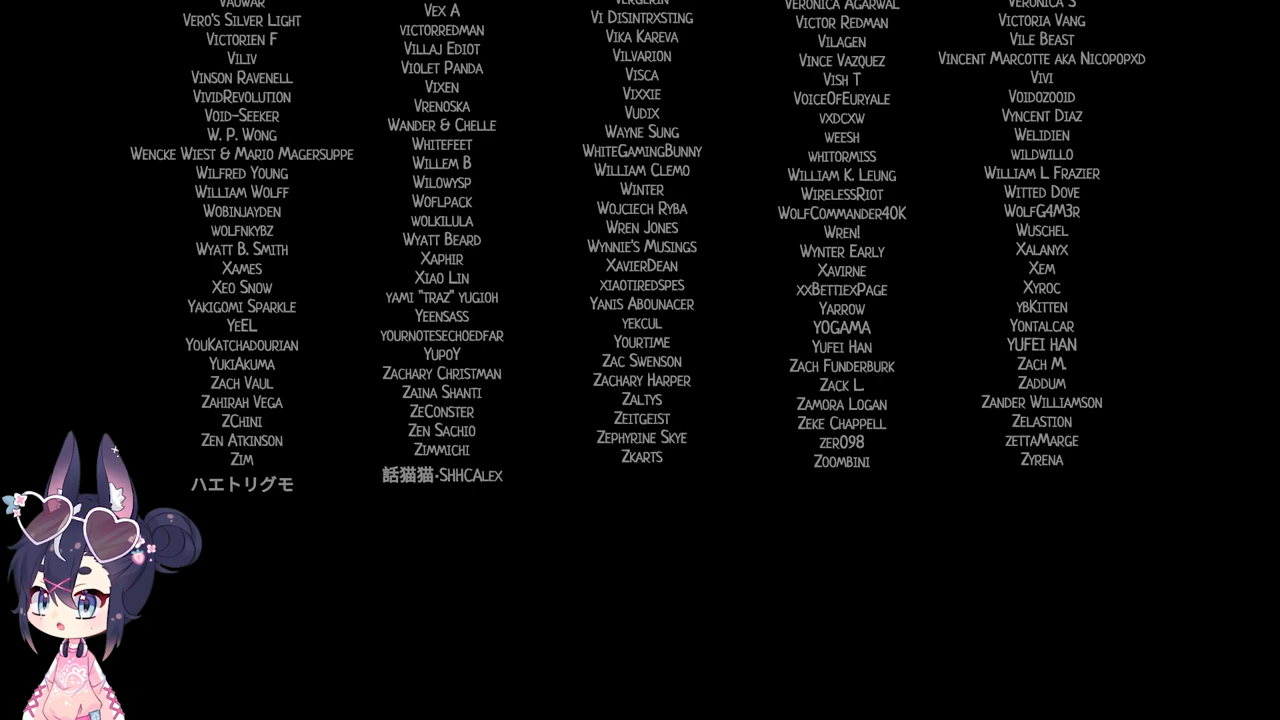 Vero's Silver Light
Victorien F
Viliv
Vinson Ravenell
VividRevolution
Void-Seeker
W. P. Wong
Wencke Wiest & Mario Magersuppe
Wilfred Young
William Wolff
Wobinjayden
wolfnkybz
Wyatt B. Smith
Xames
Xeo Snow
Yakigomi Sparkle
YeEL
YouKatchadourian
YukiAkuma
Zach Vaul
Zahirah Vega
ZChini
Zen Atkinson
Zim
ハエトリグモ
Vex A
victorredman
Villaj Ediot
Violet Panda
Vixen
Vrenoska
Wander & Chelle
Whitefeet
Willem B
Wilowysp
Woflpack
wolkilula
Wyatt Beard
Xaphir
Xiao Lin
yami "traz" yugioh
Yeensass
yournotesechoedfar
YupoY
Zachary Christman
Zaina Shanti
ZeConster
Zen Sachio
Zimmichi
話猫猫·SHHCAlex
Vi Disintrxsting
Vika Kareva
Vilvarion
Visca
Vixxie
Vudix
Wayne Sung
WhiteGamingBunny
William Clemo
Winter
Wojciech Ryba
Wren Jones
Wynnie's Musings
XavierDean
xiaotiredspes
Yanis Abounacer
yekcul
Yourtime
Zac Swenson
Zachary Harper
Zaltys
Zeitgeist
Zephyrine Skye
Zkarts
Veronica Agarwal
Victor Redman
Vilagen
Vince Vazquez
Vish T
VoiceOfEuryale
vxdcxw
weesh
whitormiss
William K. Leung
WirelessRiot
WolfCommander40K
Wren!
Wynter Early
Xavirne
xxBettiexPage
Yarrow
YOGAMA
Yufei Han
Zach Funderburk
Zack L.
Zamora Logan
Zeke Chappell
zer098
Zoombini
Veronica S
Victoria Vang
Vile Beast
Vincent Marcotte aka Nicopopxd
Vivi
Voidozooid
Vyncent Diaz
Welidien
wildwillo
William L Frazier
Witted Dove
WolfG4M3r
Wuschel
Xalanyx
Xem
Xyroc
ybKitten
Yontalcar
YUFEI HAN
Zach M.
Zaddum
Zander Williamson
Zelastion
zettaMarge
Zyrena